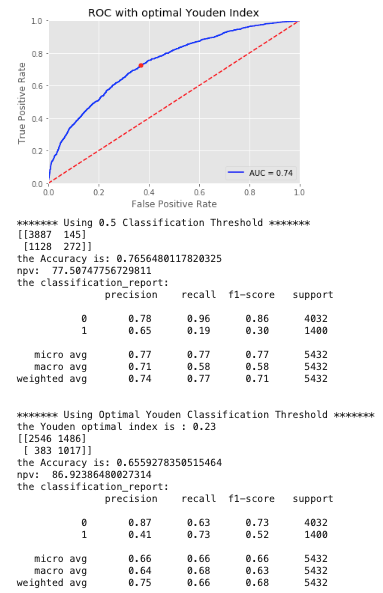 ROC with optimal Youden Index
1.0
0.8
0.6
0.4
0.2
0.0
True Positive Rate
AUC = 0.74
0.0 0.2 0.4 0.6 0.8 1.0
False Positive Rate
******* Using 0.5 Classification Threshold *******
[[3887 145]
[1128 272]]
the Accuracy is: 0.7656480117820325
npv: 77.50747756729811
the classification_report:
precision recall f1-score support
0 0.78 0.96 0.86 4032
1 0.65 0.19 0.30 1400
micro avg 0.77 0.77 0.77 5432
macro avg 0.71 0.58 0.58 5432
weighted avg 0.74 0.77 0.71 5432
******* Using Optimal Youden Classification Threshold *******
the Youden optimal index is : 0.23
[[2546 1486]
[ 383 1017]]
the Accuracy is: 0.6559278350515464
npv: 86.92386480027314
the classification_report:
precision recall f1-score support
0 0.87 0.63 0.73 4032
1 0.41 0.73 0.52 1400
micro avg 0.66 0.66 0.66 5432
macro avg 0.64 0.68 0.63 5432
weighted avg 0.75 0.66 0.68 5432